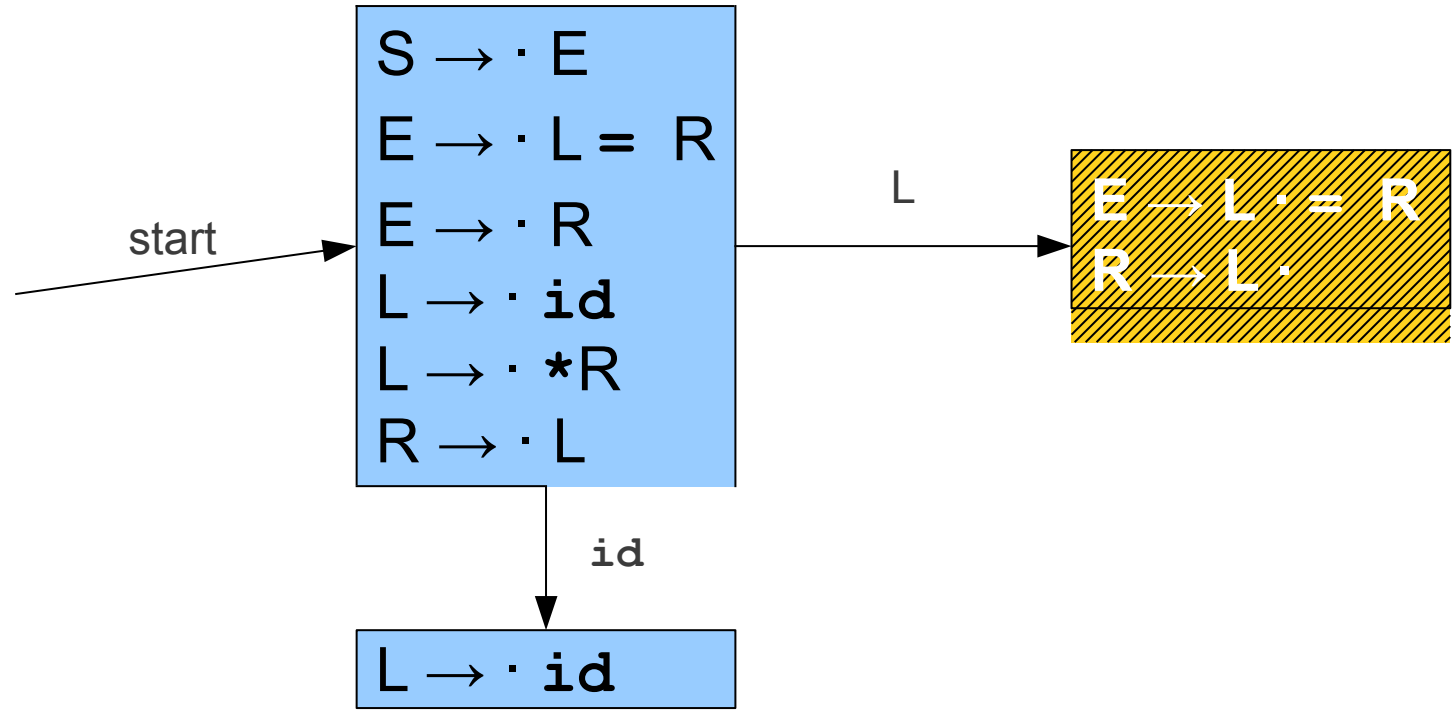 start
S → · E
E → · L = R
E → · R
L → · id
L → · *R
R → · L
L
E → L · = R
R → L ·
id
L → · id